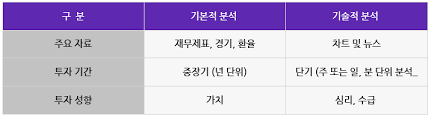 구 분 기본적 분석 기술적 분석
주요 자료 재무제표, 경기, 환율 차트 및 뉴스
투자 기간 중장기 (년 단위) 단기 (주 또는 일, 분 단위 분석...
투자 성향 가치 심리, 수급